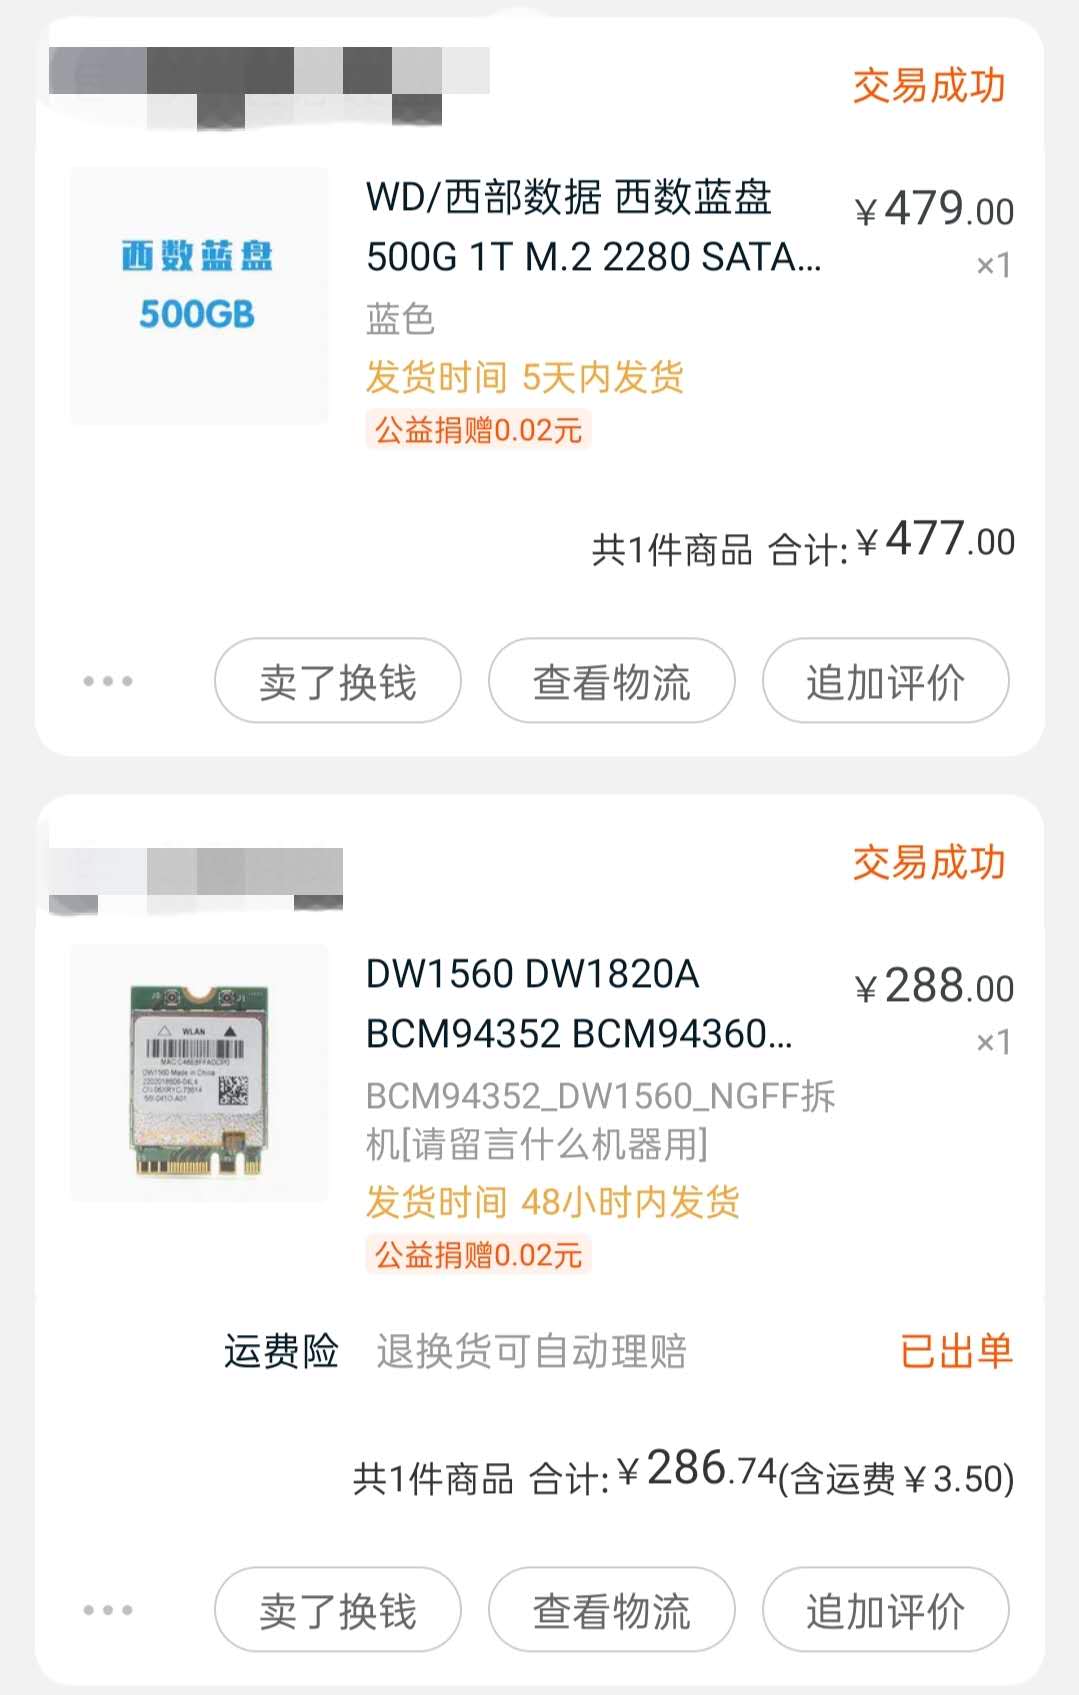 交易成功
西数蓝盘
500GB
WD/西部数据 西数蓝盘
500G 1T M.2 2280 SATA...
¥479.00
×1
蓝色
发货时间 5天内发货
公益捐赠0.02元
共1件商品 合计:¥477.00
卖了换钱
查看物流
追加评价
交易成功
WLAN
DW1560 Made in China
DW1560 DW1820A
BCM94352 BCM94360...
¥288.00
×1
BCM94352_DW1560_NGFF拆
机[请留言什么机器用]
发货时间 48小时内发货
公益捐赠0.02元
运费险 退换货可自动理赔 已出单
共1件商品 合计:¥286.74(含运费¥3.50)
卖了换钱
查看物流
追加评价